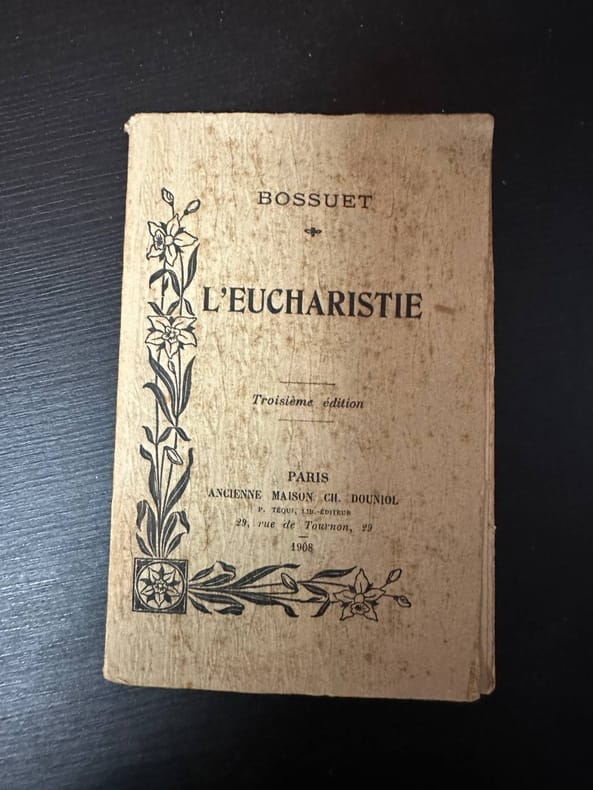 BOSSUET
L'EUCHARISTIE
Troisième édition
PARIS
ANCIENNE MAISON CH. DOUNIOL
P. TÉQUI, LIB.-ÉDITEUR
29, rue de Tournon, 29
1908